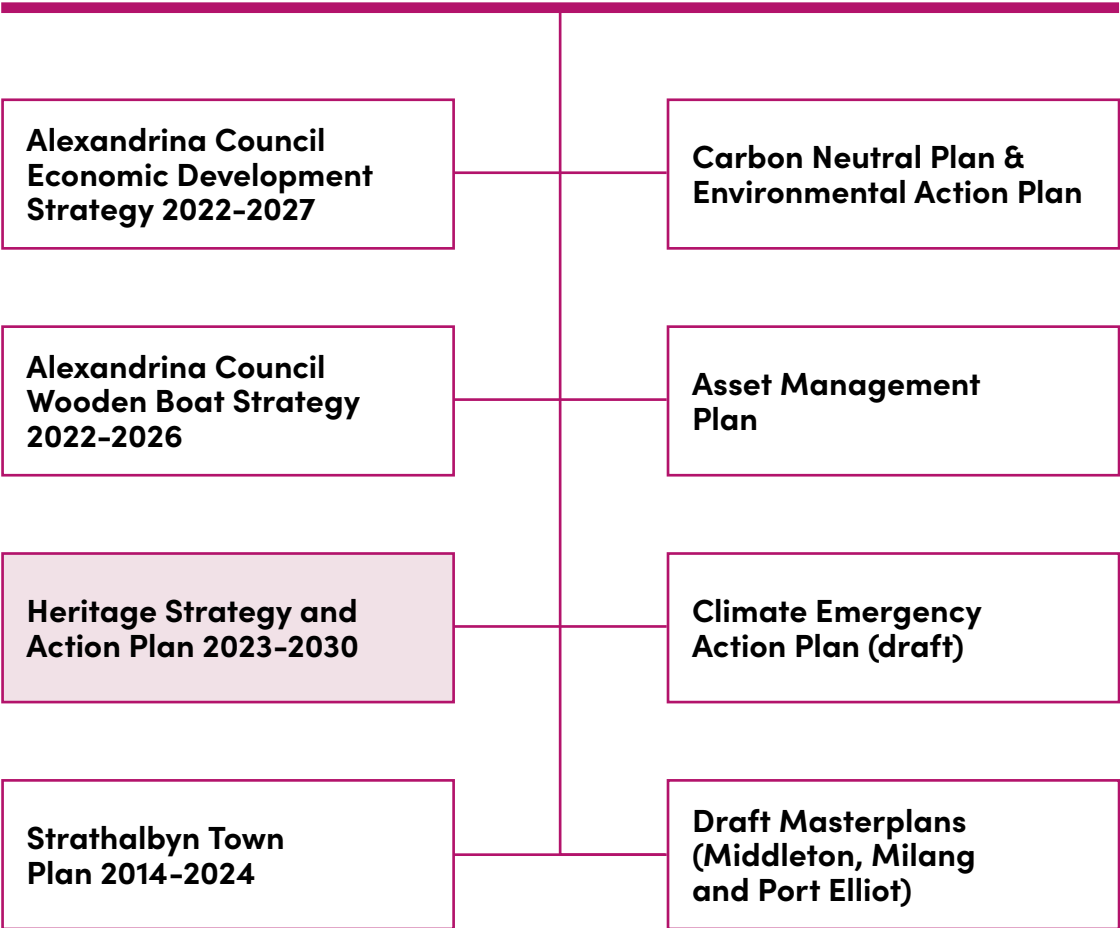 Alexandrina Council
Economic Development
Strategy 2022-2027
Carbon Neutral Plan &
Environmental Action Plan
Alexandrina Council
Wooden Boat Strategy
2022-2026
Asset Management
Plan
Heritage Strategy and
Action Plan 2023-2030
Climate Emergency
Action Plan (draft)
Strathalbyn Town
Plan 2014-2024
Draft Masterplans
(Middleton, Milang
and Port Elliot)